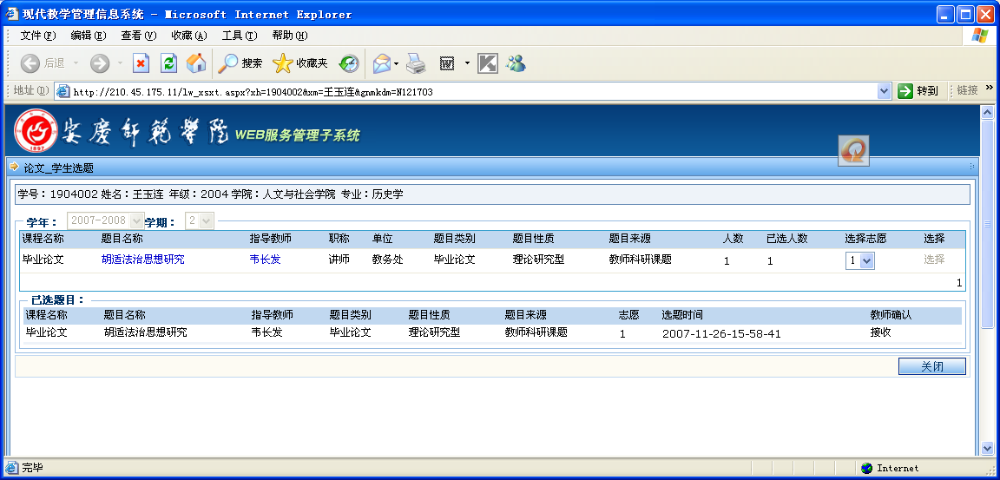 现代教学管理信息系统 - Microsoft Internet Explorer
文件(F) 编辑(E) 查看(V) 收藏(A) 工具(T) 帮助(H)
后退 搜索 收藏夹
地址(D) http://210.45.175.11/lw_xsxt.aspx?xh=1904002&xm=王玉连&gnmkdm=N121703 转到 链接 »
安庆师范学院 WEB服务管理子系统
1897
论文_学生选题
学号：1904002 姓名：王玉连 年级：2004 学院：人文与社会学院 专业：历史学
学年： 2007-2008 学期： 2
课程名称 题目名称 指导教师 职称 单位 题目类别 题目性质 题目来源 人数 已选人数 选择志愿 选择
毕业论文 胡适法治思想研究 韦长发 讲师 教务处 毕业论文 理论研究型 教师科研课题 1 1 1 选择
1
已选题目：
课程名称 题目名称 指导教师 题目类别 题目性质 题目来源 志愿 选题时间 教师确认
毕业论文 胡适法治思想研究 韦长发 毕业论文 理论研究型 教师科研课题 1 2007-11-26-15-58-41 接收
关闭
完毕 Internet